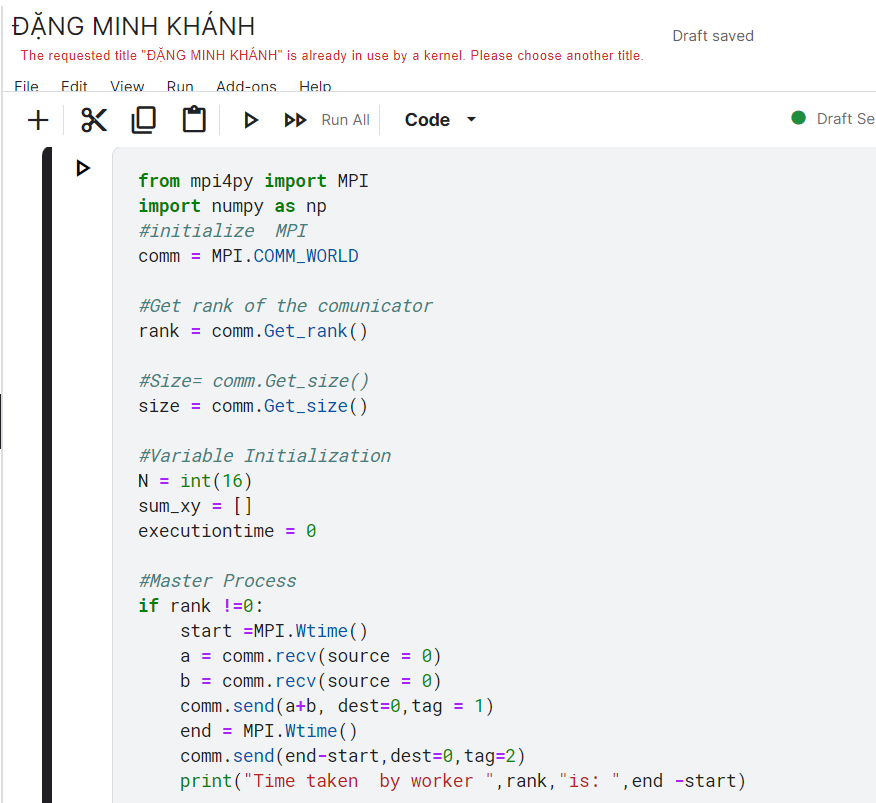 ĐẶNG MINH KHÁNH
Draft saved
The requested title "ĐẶNG MINH KHÁNH" is already in use by a kernel. Please choose another title.
File Edit View Run Add-ons Help
Run All Code Draft Se
from mpi4py import MPI
import numpy as np
#initialize  MPI
comm = MPI.COMM_WORLD
#Get rank of the comunicator
rank = comm.Get_rank()
#Size= comm.Get_size()
size = comm.Get_size()
#Variable Initialization
N = int(16)
sum_xy = []
executiontime = 0
#Master Process
if rank !=0:
    start =MPI.Wtime()
    a = comm.recv(source = 0)
    b = comm.recv(source = 0)
    comm.send(a+b, dest=0,tag = 1)
    end = MPI.Wtime()
    comm.send(end-start,dest=0,tag=2)
    print("Time taken  by worker ",rank,"is: ",end -start)